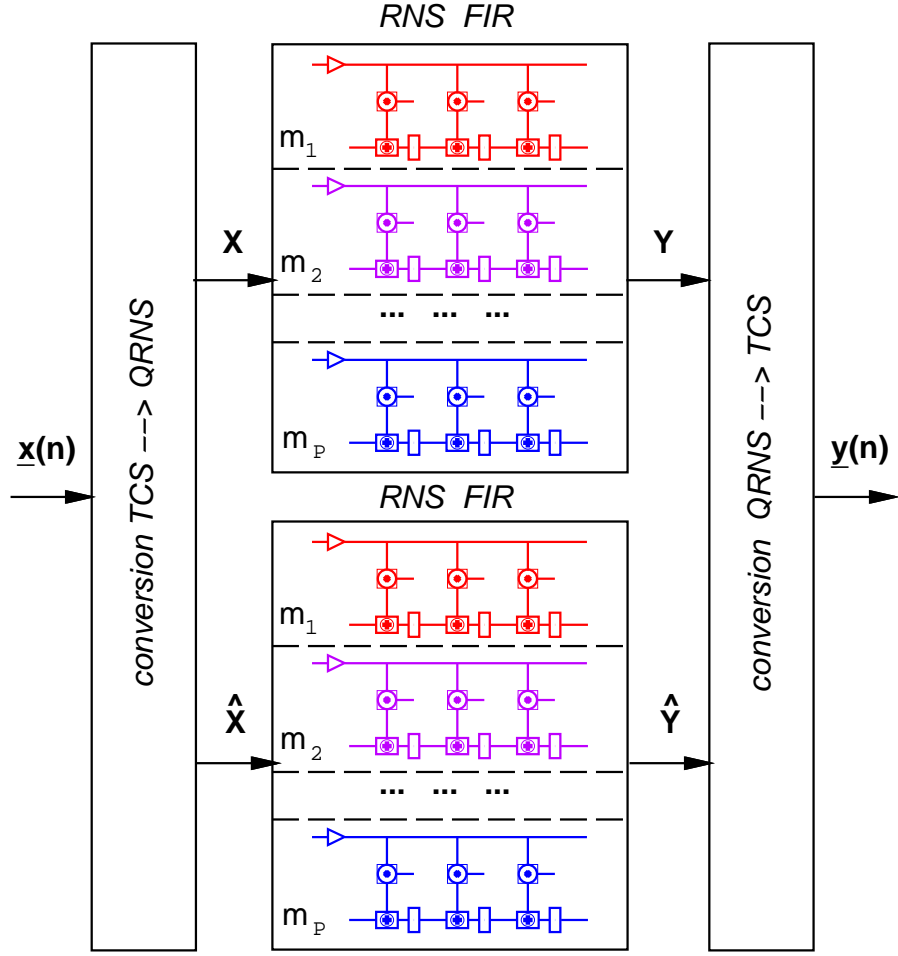 RNS FIR
m1
m2
... ... ...
mP
X
Y
conversion TCS ---> QRNS
conversion QRNS ---> TCS
x(n)
y(n)
RNS FIR
m1
m2
... ... ...
mP
X̂
Ŷ